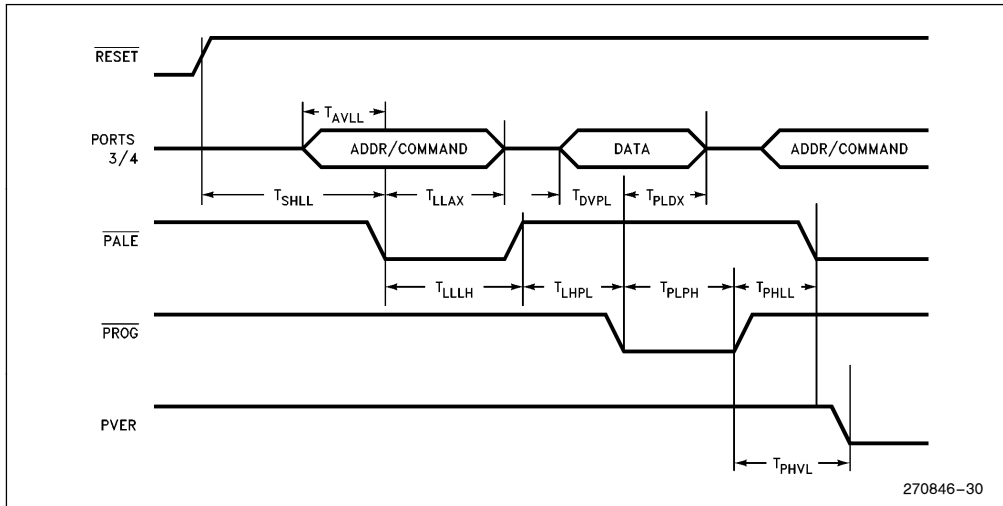 RESET
T_AVLL
PORTS
3/4
ADDR/COMMAND
DATA
ADDR/COMMAND
T_SHLL
T_LLAX
T_DVPL
T_PLDX
PALE
T_LLLH
T_LHPL
T_PLPH
T_PHLL
PROG
PVER
T_PHVL
270846-30